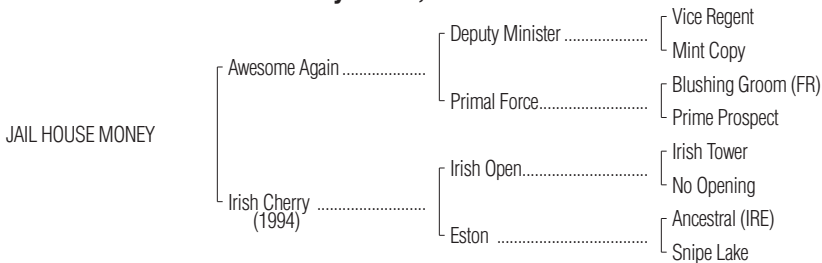 Vice Regent
Deputy Minister ....................
Mint Copy
Awesome Again ....................
Blushing Groom (FR)
Primal Force..........................
Prime Prospect
JAIL HOUSE MONEY
Irish Tower
Irish Open..............................
No Opening
Irish Cherry ..........................
(1994)
Ancestral (IRE)
Eston ....................................
Snipe Lake